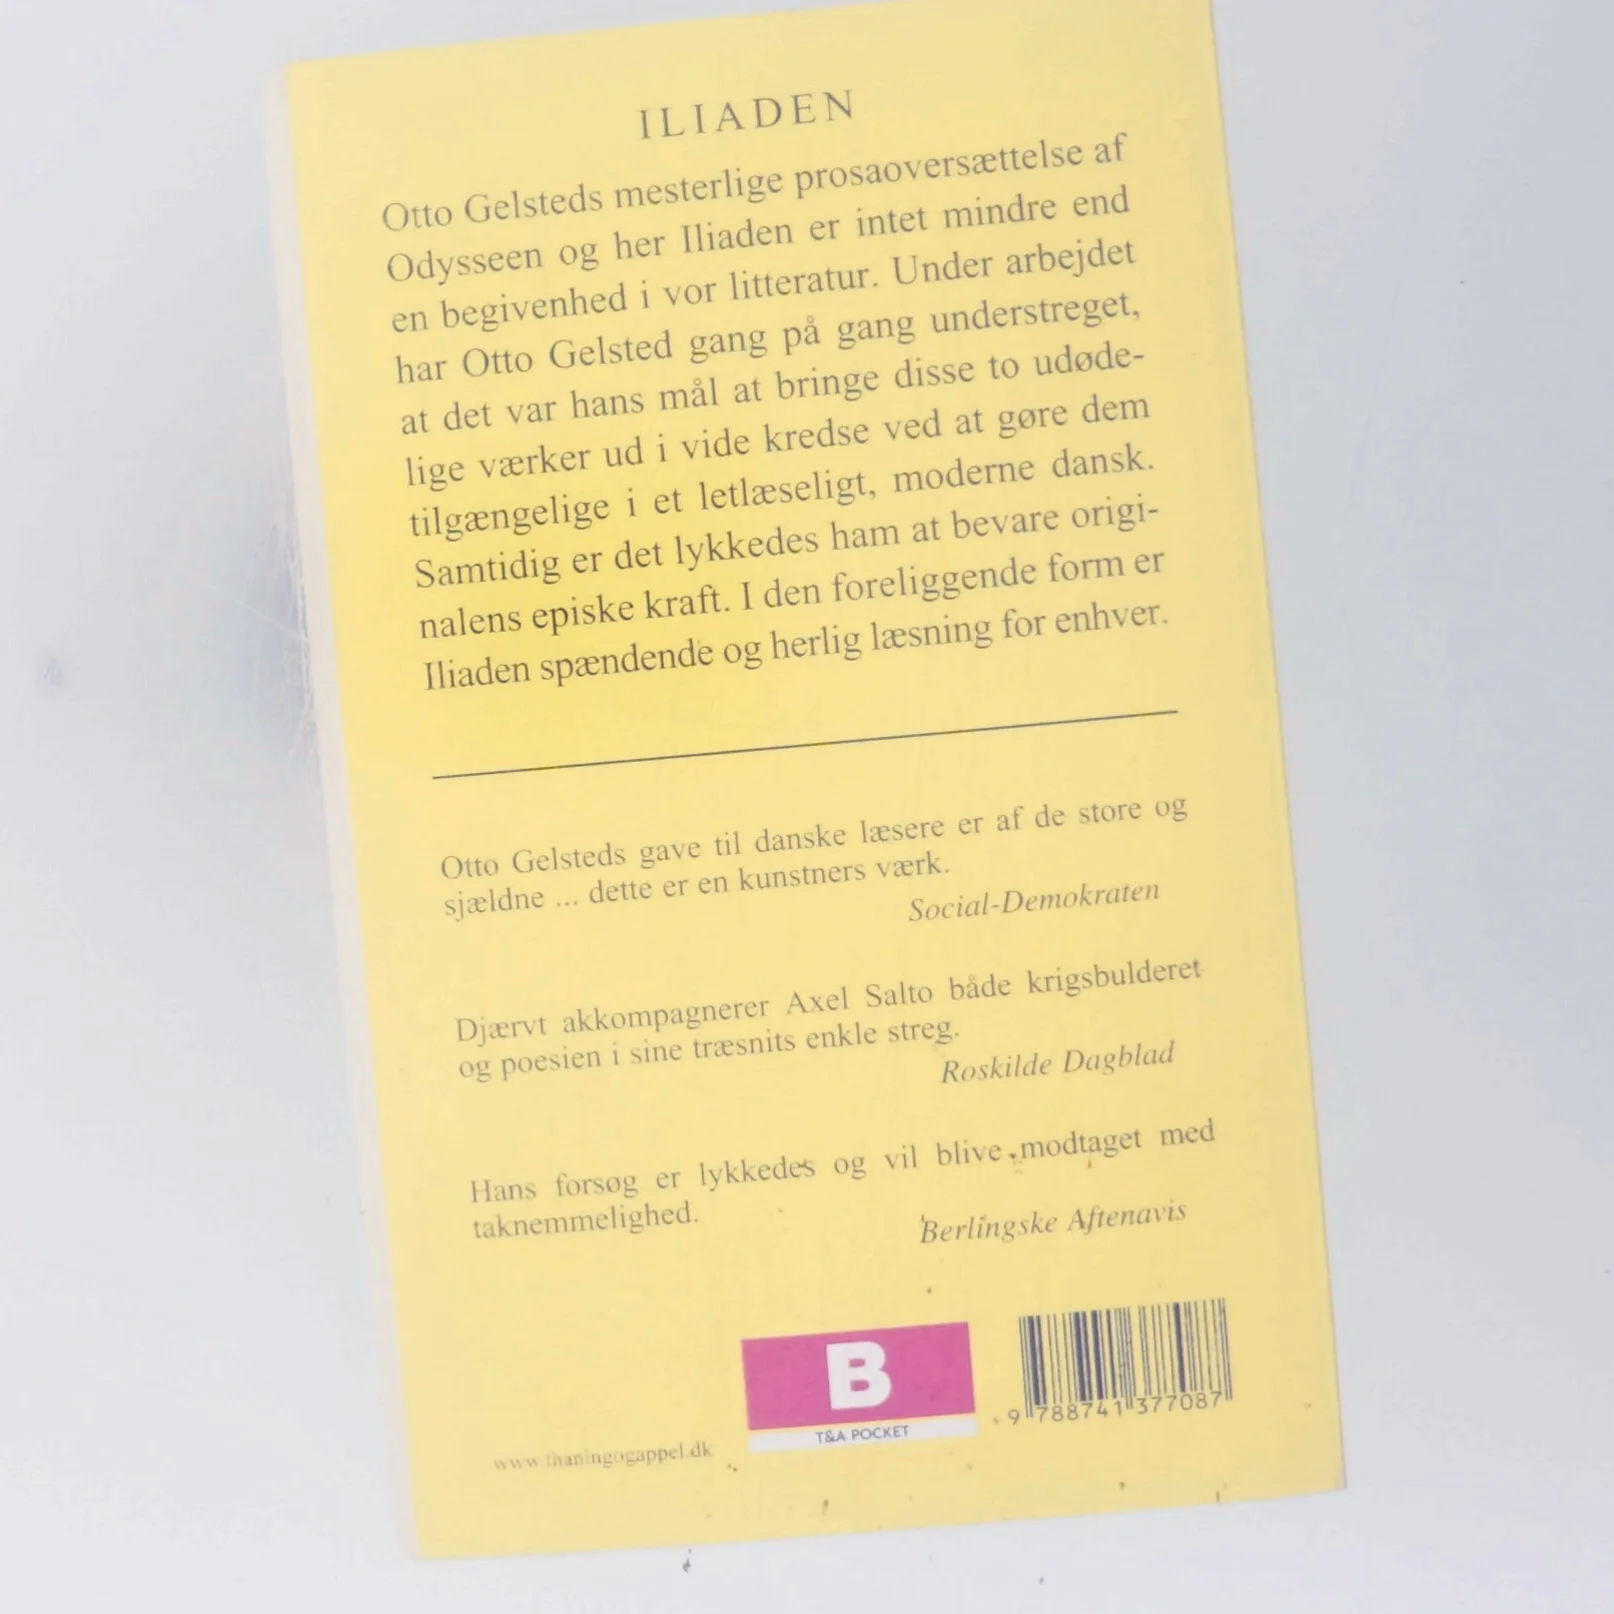 ILIADEN
Otto Gelsteds mesterlige prosaoversættelse af
Odysseen og her Iliaden er intet mindre end
en begivenhed i vor litteratur. Under arbejdet
har Otto Gelsted gang på gang understreget,
at det var hans mål at bringe disse to udøde-
lige værker ud i vide kredse ved at gøre dem
tilgængelige i et letlæseligt, moderne dansk.
Samtidig er det lykkedes ham at bevare origi-
nalens episke kraft. I den foreliggende form er
Iliaden spændende og herlig læsning for enhver.
Otto Gelsteds gave til danske læsere er af de store og
sjældne ... dette er en kunstners værk.
Social-Demokraten
Djærvt akkompagnerer Axel Salto både krigsbulderet
og poesien i sine træsnits enkle streg.
Roskilde Dagblad
Hans forsøg er lykkedes og vil blive modtaget med
taknemmelighed.
Berlingske Aftenavis
B
T&A POCKET
9 788741 377087
www.thaningogappel.dk